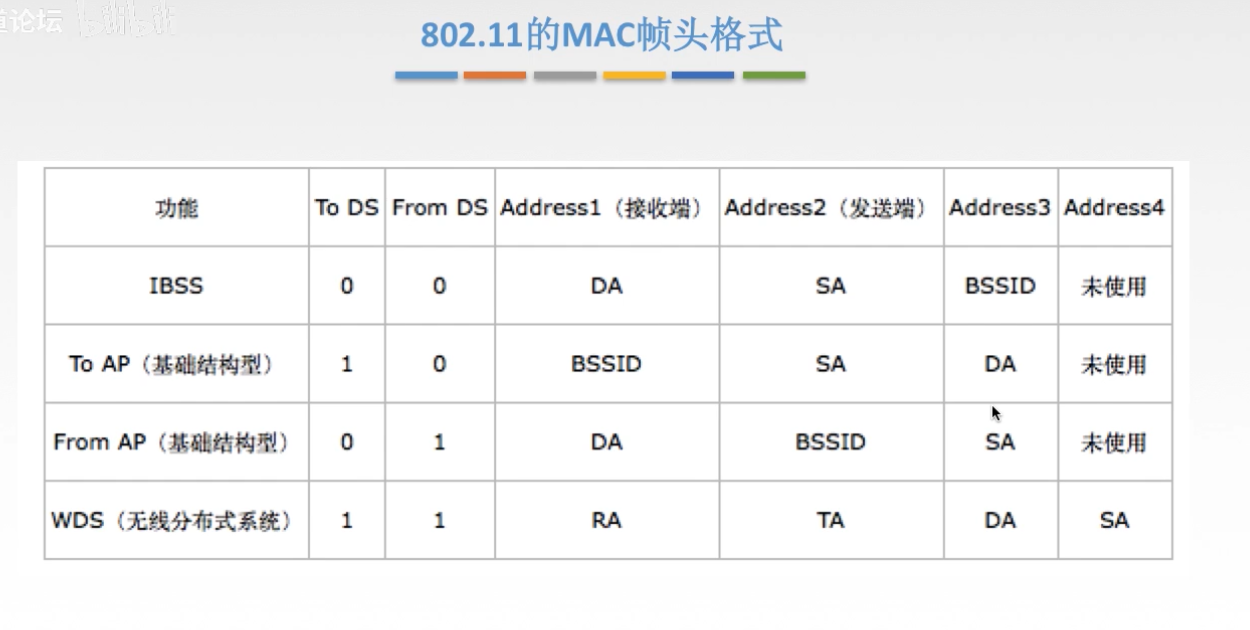 道论坛
802.11的MAC帧头格式
功能 To DS From DS Address1（接收端） Address2（发送端） Address3 Address4
IBSS 0 0 DA SA BSSID 未使用
To AP（基础结构型） 1 0 BSSID SA DA 未使用
From AP（基础结构型） 0 1 DA BSSID SA 未使用
WDS（无线分布式系统） 1 1 RA TA DA SA